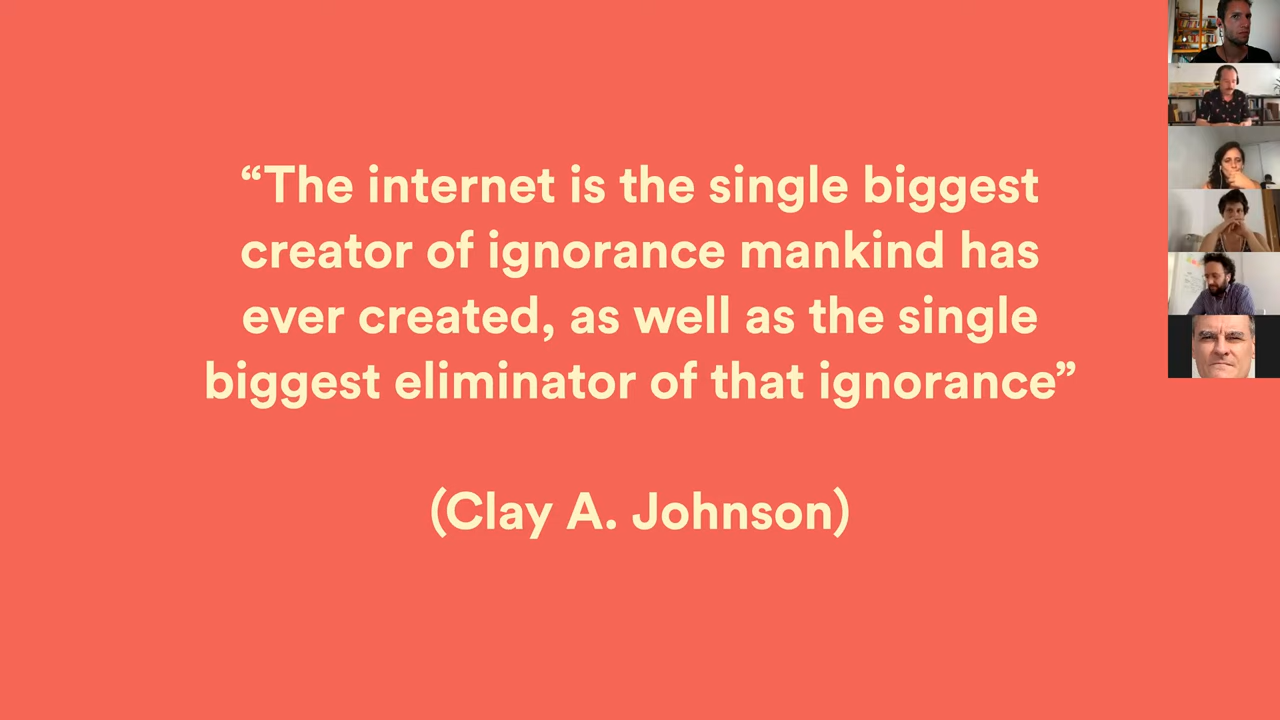 “The internet is the single biggest
creator of ignorance mankind has
ever created, as well as the single
biggest eliminator of that ignorance”
(Clay A. Johnson)